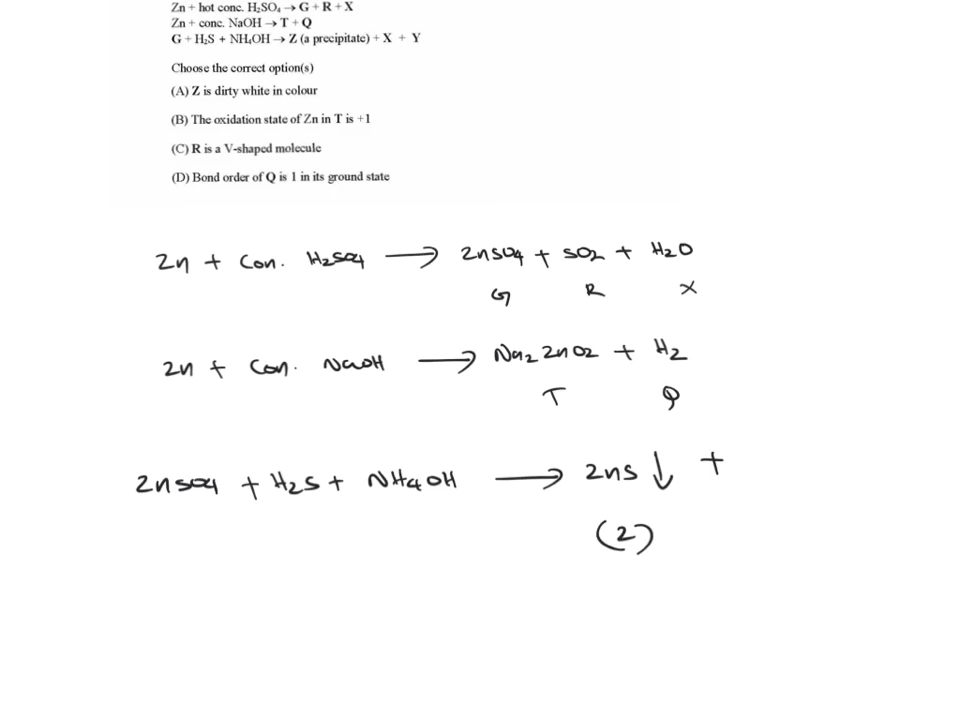 Zn + hot conc. H₂SO₄ → G + R + X
Zn + conc. NaOH → T + Q
G + H₂S + NH₄OH → Z (a precipitate) + X + Y
Choose the correct option(s)
(A) Z is dirty white in colour
(B) The oxidation state of Zn in T is +1
(C) R is a V-shaped molecule
(D) Bond order of Q is 1 in its ground state
Zn + Con. H₂SO₄ → ZnSO₄ + SO₂ + H₂O
G R X
Zn + Con. NaOH → Na₂ZnO₂ + H₂
T Q
ZnSO₄ + H₂S + NH₄OH → ZnS ↓ +
(Z)